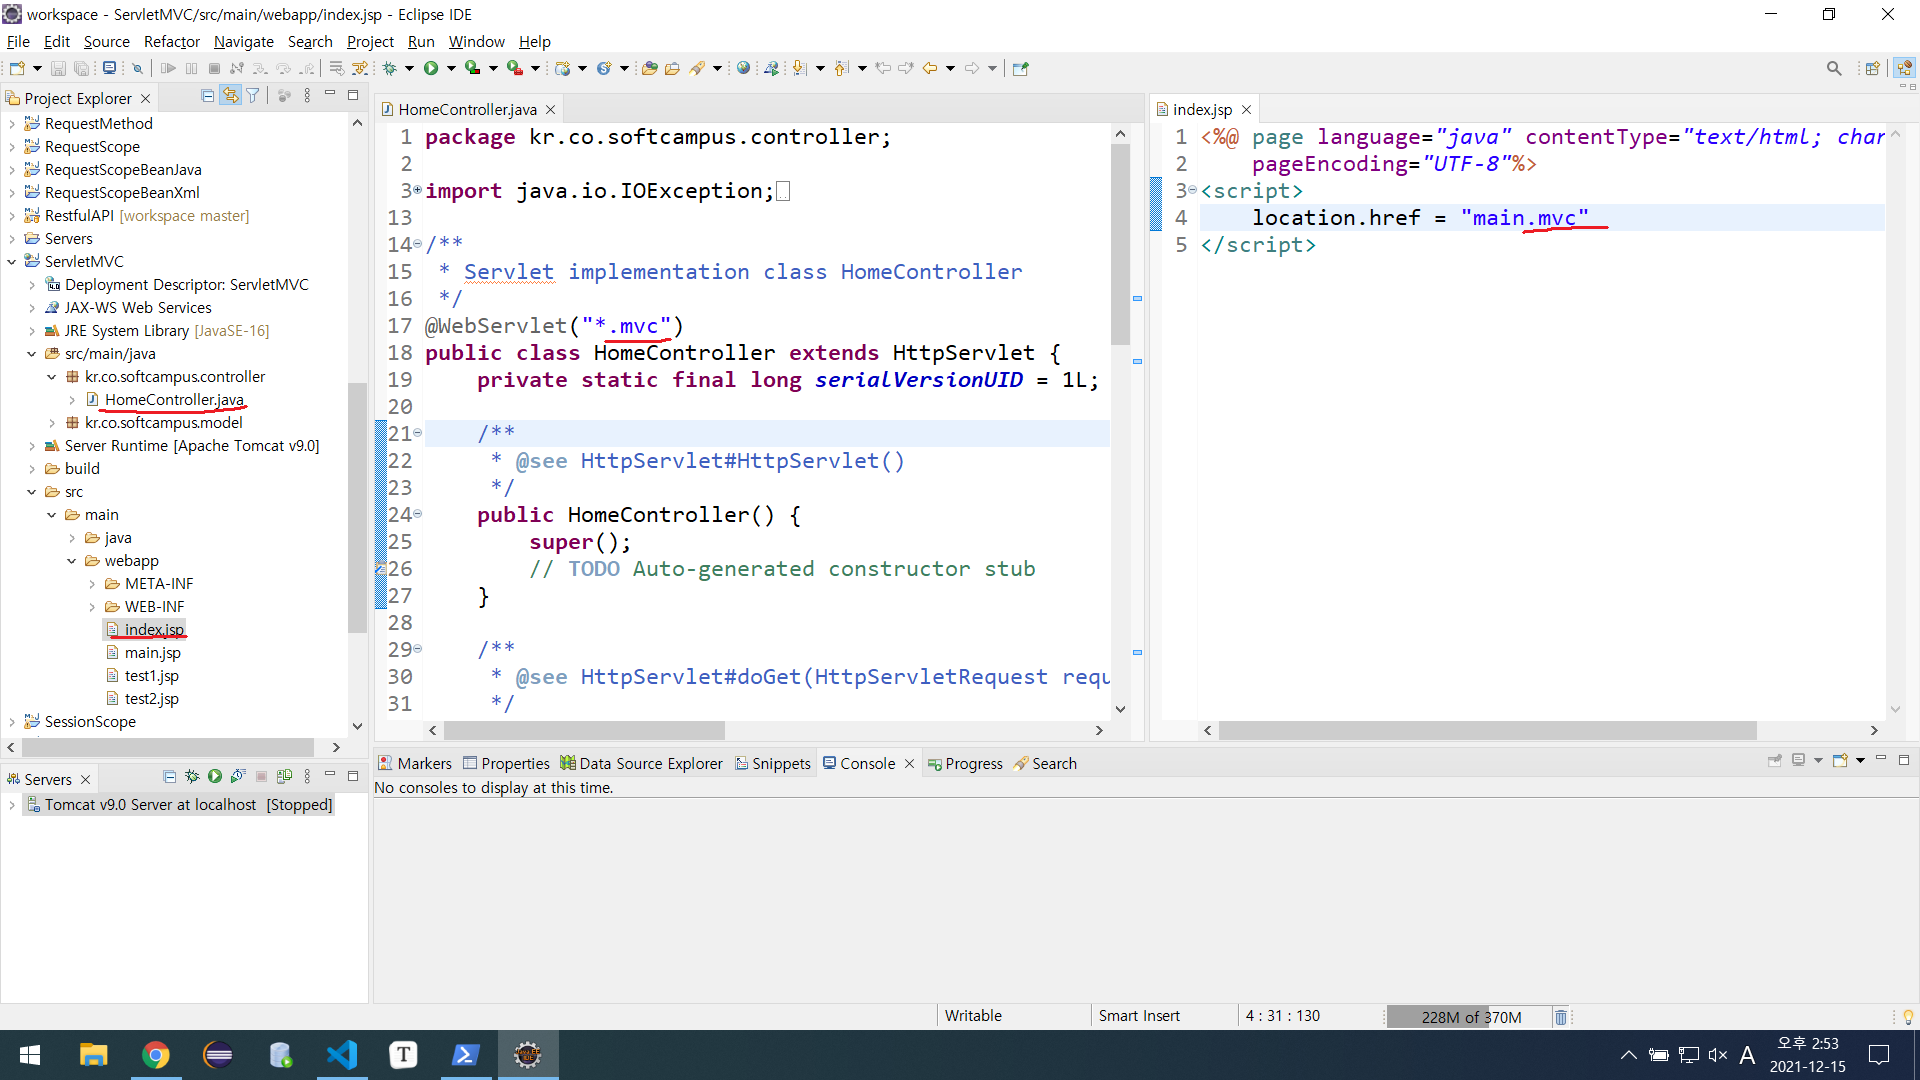 workspace - ServletMVC/src/main/webapp/index.jsp - Eclipse IDE
File Edit Source Refactor Navigate Search Project Run Window Help
Project Explorer
RequestMethod
RequestScope
RequestScopeBeanJava
RequestScopeBeanXml
RestfulAPI [workspace master]
Servers
ServletMVC
Deployment Descriptor: ServletMVC
JAX-WS Web Services
JRE System Library [JavaSE-16]
src/main/java
kr.co.softcampus.controller
HomeController.java
kr.co.softcampus.model
Server Runtime [Apache Tomcat v9.0]
build
src
main
java
webapp
META-INF
WEB-INF
index.jsp
main.jsp
test1.jsp
test2.jsp
SessionScope
HomeController.java
1 package kr.co.softcampus.controller;
2
3 import java.io.IOException;
13
14 /**
15 * Servlet implementation class HomeController
16 */
17 @WebServlet("*.mvc")
18 public class HomeController extends HttpServlet {
19 private static final long serialVersionUID = 1L;
20
21 /**
22 * @see HttpServlet#HttpServlet()
23 */
24 public HomeController() {
25 super();
26 // TODO Auto-generated constructor stub
27 }
28
29 /**
30 * @see HttpServlet#doGet(HttpServletRequest requ
31 */
index.jsp
1 <%@ page language="java" contentType="text/html; char
2 pageEncoding="UTF-8"%>
3 <script>
4 location.href = "main.mvc"
5 </script>
Servers
Tomcat v9.0 Server at localhost [Stopped]
Markers Properties Data Source Explorer Snippets Console Progress Search
No consoles to display at this time.
Writable Smart Insert 4 : 31 : 130 228M of 370M
T A 오후 2:53
2021-12-15